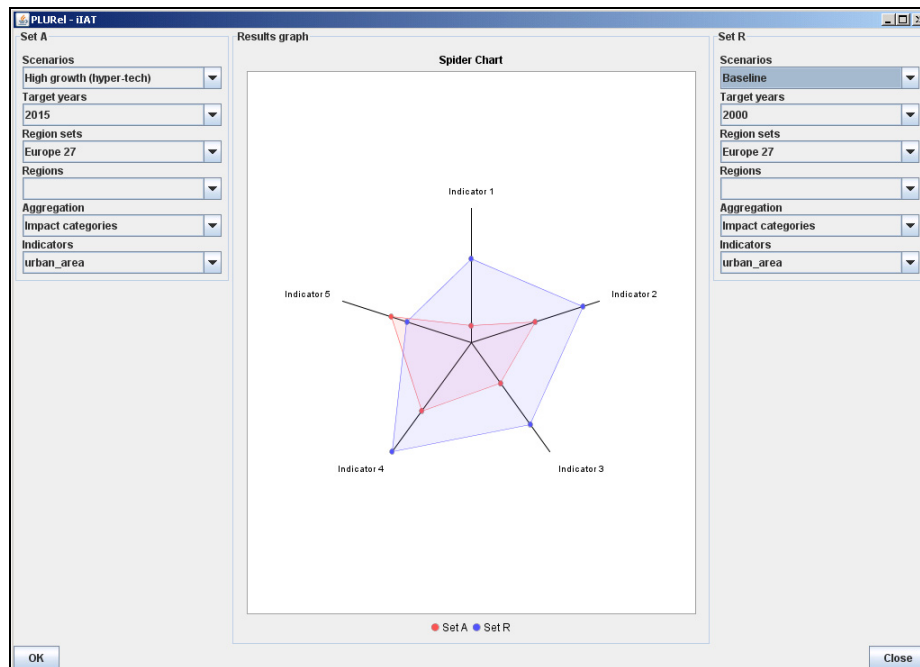 PLURel - iIAT
Set A
Scenarios
High growth (hyper-tech)
Target years
2015
Region sets
Europe 27
Regions
Aggregation
Impact categories
Indicators
urban_area
Results graph
Spider Chart
Indicator 1
Indicator 2
Indicator 3
Indicator 4
Indicator 5
Set A Set R
Set R
Scenarios
Baseline
Target years
2000
Region sets
Europe 27
Regions
Aggregation
Impact categories
Indicators
urban_area
OK
Close